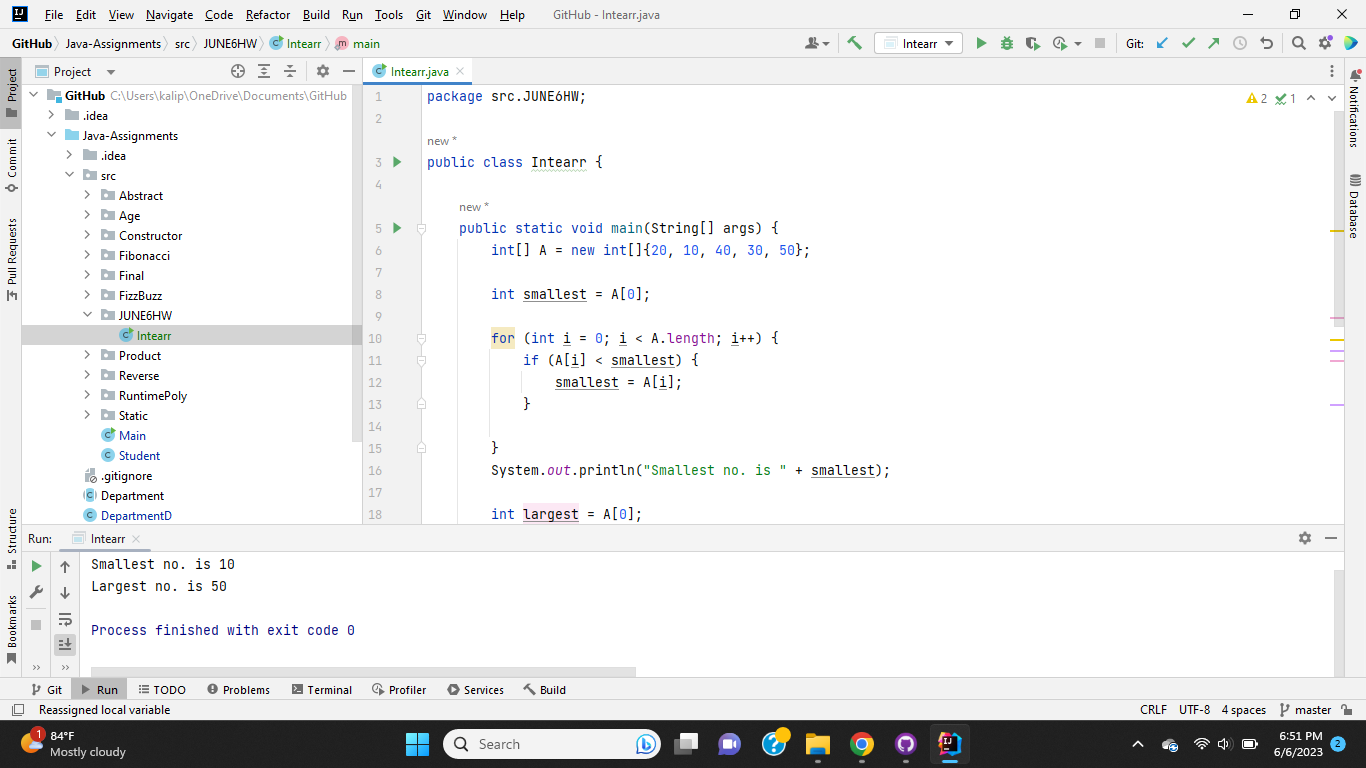 File Edit View Navigate Code Refactor Build Run Tools Git Window Help GitHub - Intearr.java
GitHub Java-Assignments src JUNE6HW Intearr main Intearr Git:
Project
Intearr.java
Project
Commit
Pull Requests
Structure
Bookmarks
GitHub C:\Users\kalip\OneDrive\Documents\GitHub
.idea
Java-Assignments
.idea
src
Abstract
Age
Constructor
Fibonacci
Final
FizzBuzz
JUNE6HW
Intearr
Product
Reverse
RuntimePoly
Static
Main
Student
.gitignore
Department
DepartmentD
2 1
1 package src.JUNE6HW;
2
new *
3 public class Intearr {
4
new *
5 public static void main(String[] args) {
6 int[] A = new int[]{20, 10, 40, 30, 50};
7
8 int smallest = A[0];
9
10 for (int i = 0; i < A.length; i++) {
11 if (A[i] < smallest) {
12 smallest = A[i];
13 }
14
15 }
16 System.out.println("Smallest no. is " + smallest);
17
18 int largest = A[0];
Notifications
Database
Run: Intearr
Smallest no. is 10
Largest no. is 50
Process finished with exit code 0
Git Run TODO Problems Terminal Profiler Services Build
Reassigned local variable CRLF UTF-8 4 spaces master
1 84°F
Mostly cloudy
Search
6:51 PM
6/6/2023 2